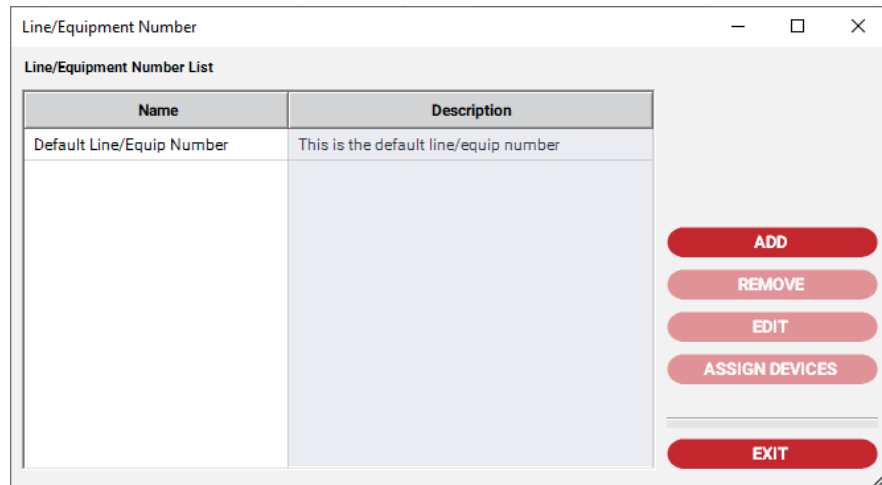 Line/Equipment Number
Line/Equipment Number List
Name Description
Default Line/Equip Number This is the default line/equip number
ADD
REMOVE
EDIT
ASSIGN DEVICES
EXIT